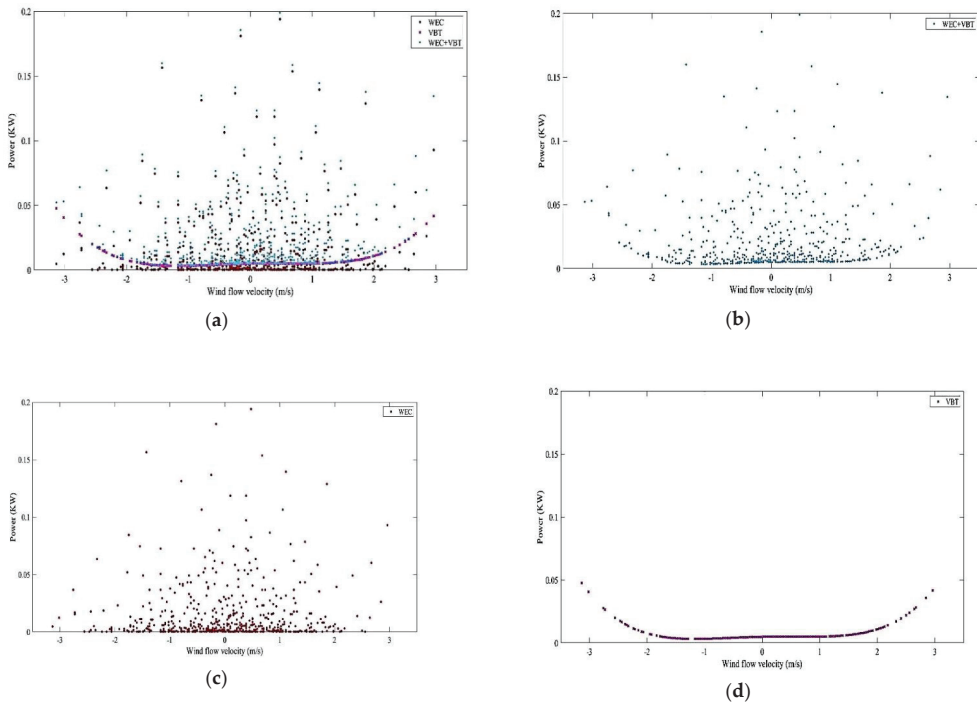 0.2
0.15
0.1
0.05
0
Power (KW)
-3 -2 -1 0 1 2 3
Wind flow velocity (m/s)
WEC
VBT
WEC+VBT
(a)
0.2
0.15
0.1
0.05
0
Power (KW)
-3 -2 -1 0 1 2 3
Wind flow velocity (m/s)
WEC+VBT
(b)
0.2
0.15
0.1
0.05
0
Power (KW)
-3 -2 -1 0 1 2 3
Wind flow velocity (m/s)
WEC
(c)
0.2
0.15
0.1
0.05
0
Power (KW)
-3 -2 -1 0 1 2 3
Wind flow velocity (m/s)
VBT
(d)